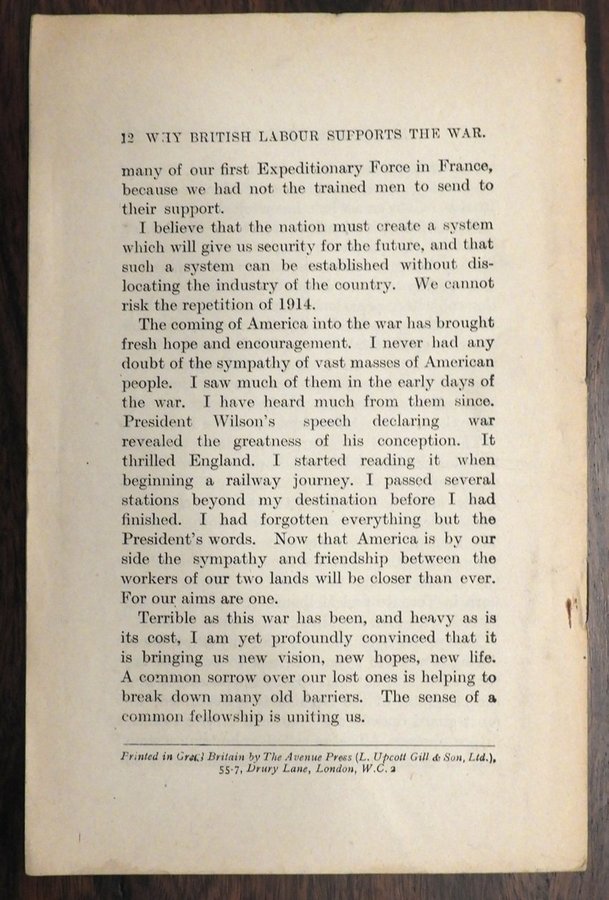 12 WHY BRITISH LABOUR SUPPORTS THE WAR.
many of our first Expeditionary Force in France,
because we had not the trained men to send to
their support.
I believe that the nation must create a system
which will give us security for the future, and that
such a system can be established without dis-
locating the industry of the country. We cannot
risk the repetition of 1914.
The coming of America into the war has brought
fresh hope and encouragement. I never had any
doubt of the sympathy of vast masses of American
people. I saw much of them in the early days of
the war. I have heard much from them since.
President Wilson's speech declaring war
revealed the greatness of his conception. It
thrilled England. I started reading it when
beginning a railway journey. I passed several
stations beyond my destination before I had
finished. I had forgotten everything but the
President's words. Now that America is by our
side the sympathy and friendship between the
workers of our two lands will be closer than ever.
For our aims are one.
Terrible as this war has been, and heavy as is
its cost, I am yet profoundly convinced that it
is bringing us new vision, new hopes, new life.
A common sorrow over our lost ones is helping to
break down many old barriers. The sense of a
common fellowship is uniting us.
Printed in Great Britain by The Avenue Press (L. Upcott Gill & Son, Ltd.),
55-7, Drury Lane, London, W.C. 2